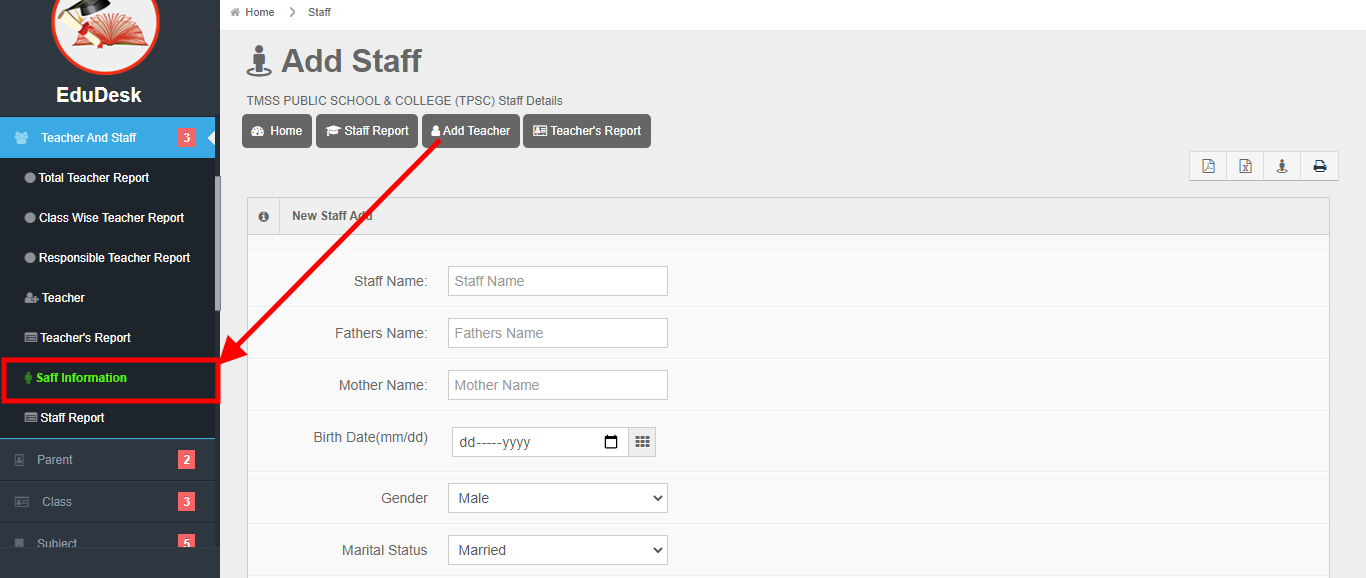 EduDesk
Teacher And Staff 3
Total Teacher Report
Class Wise Teacher Report
Responsible Teacher Report
Teacher
Teacher's Report
Saff Information
Staff Report
Parent 2
Class 3
Subject 5
Home Staff
Add Staff
TMSS PUBLIC SCHOOL & COLLEGE (TPSC) Staff Details
Home Staff Report Add Teacher Teacher's Report
New Staff Add
Staff Name: Staff Name
Fathers Name: Fathers Name
Mother Name: Mother Name
Birth Date(mm/dd) dd-----yyyy
Gender Male
Marital Status Married